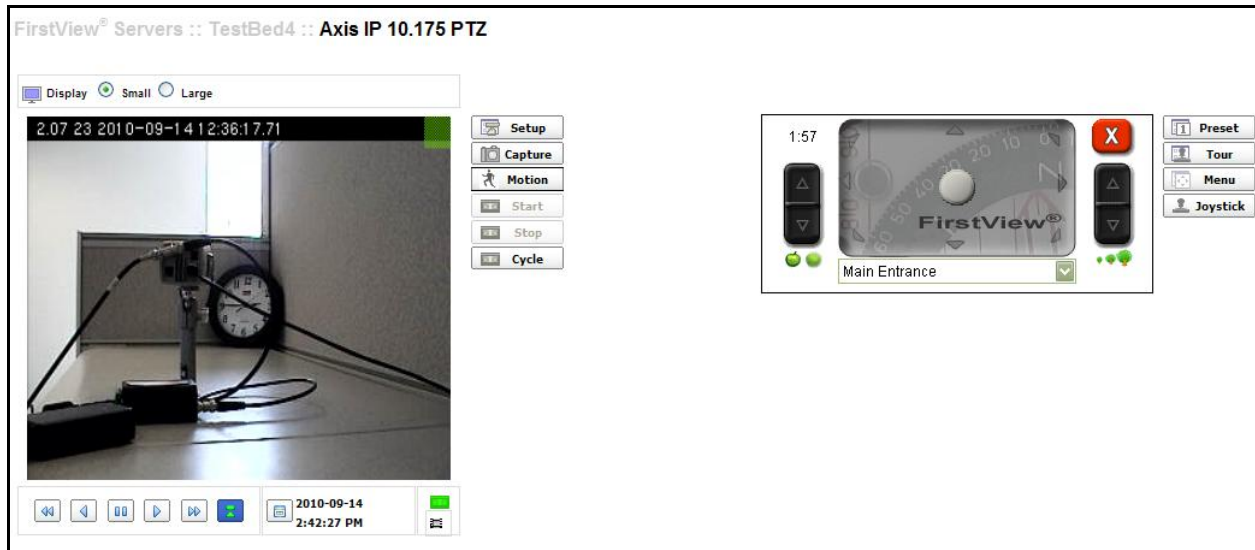 FirstView® Servers :: TestBed4 :: Axis IP 10.175 PTZ
Display Small Large
2.07 23 2010-09-14 12:36:17.71
Setup
Capture
Motion
Start
Stop
Cycle
1:57
X
FirstView®
Main Entrance
1 Preset
Tour
Menu
Joystick
2010-09-14
2:42:27 PM